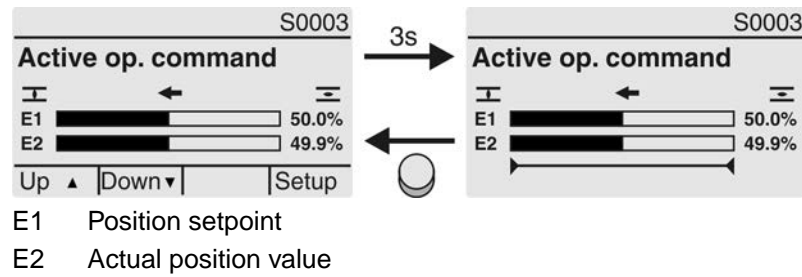 S0003
Active op. command
E1 50.0%
E2 49.9%
Up ▲ Down ▼ Setup
3s
S0003
Active op. command
E1 50.0%
E2 49.9%
E1 Position setpoint
E2 Actual position value